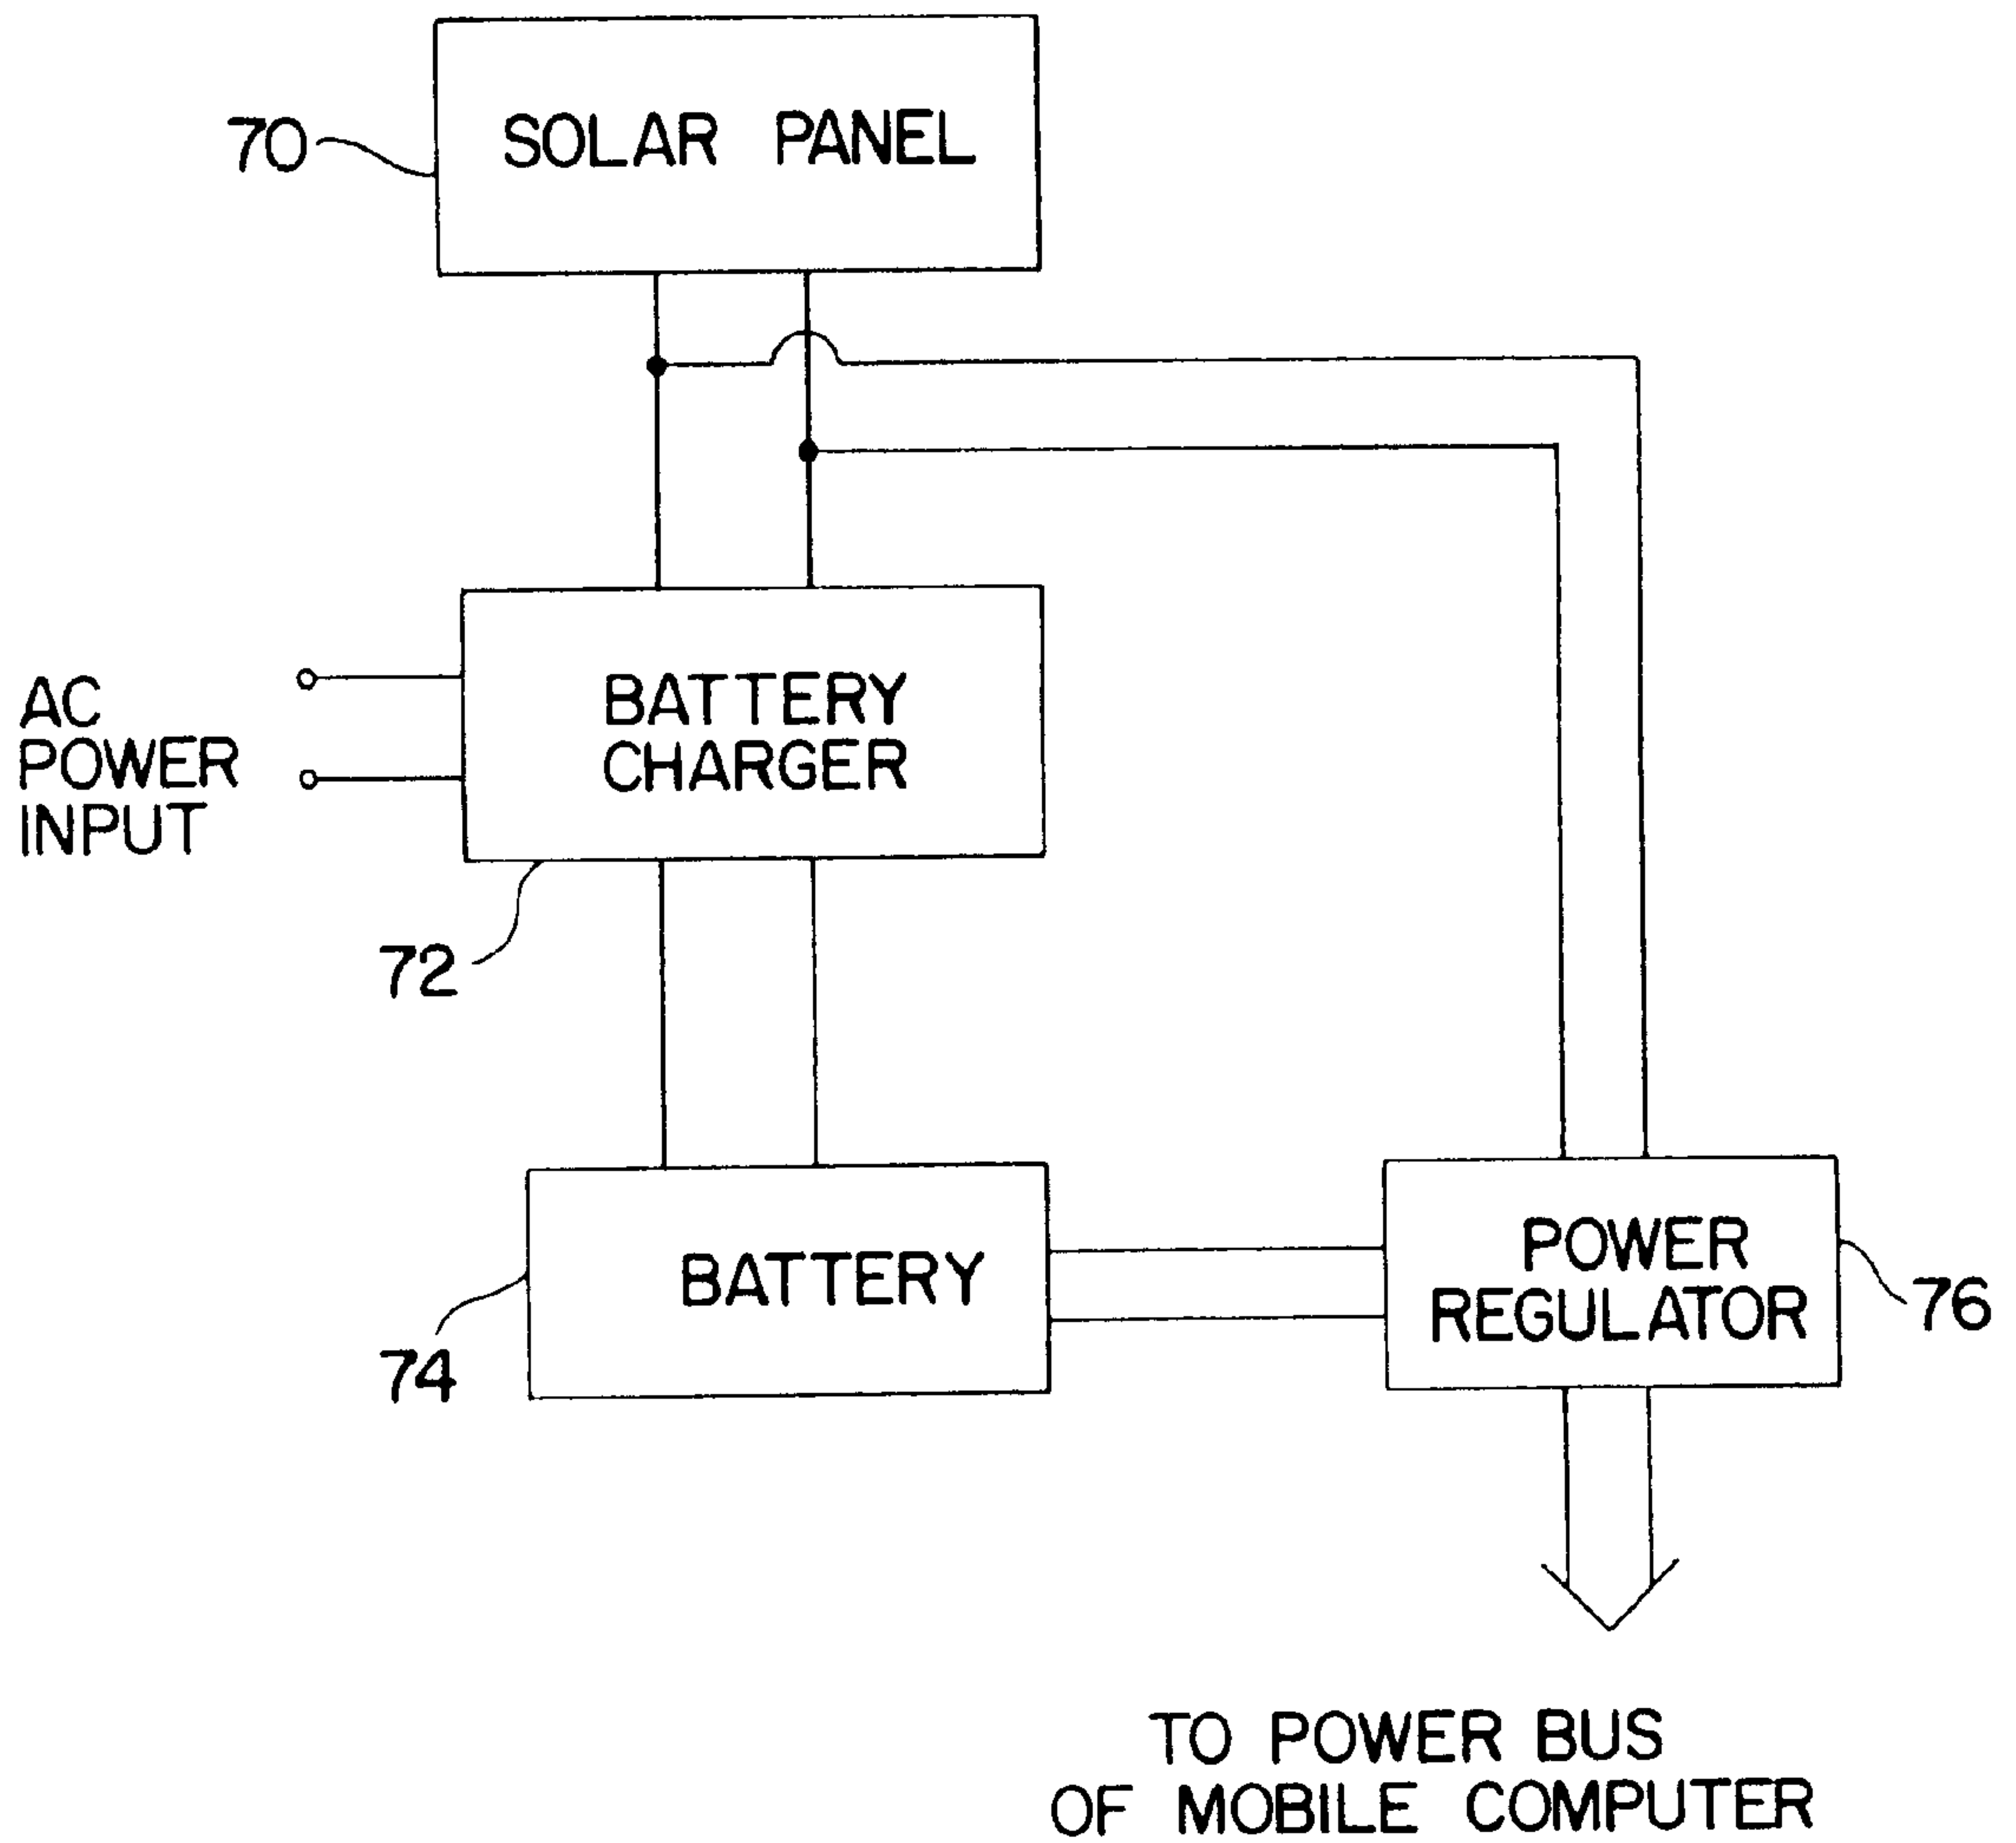 70
SOLAR PANEL
AC
POWER
INPUT
BATTERY
CHARGER
72
BATTERY
74
POWER
REGULATOR
76
TO POWER BUS
OF MOBILE COMPUTER